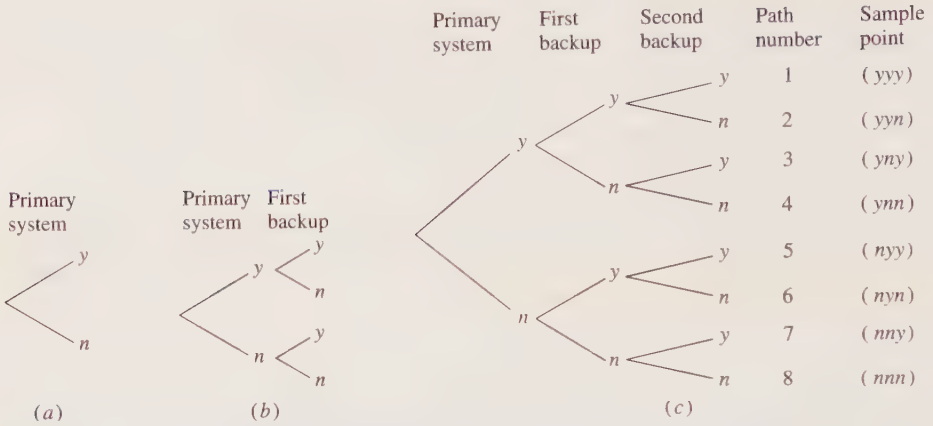 Primary
system
y
n
(a)
Primary First
system backup
y
y
n
n
y
n
(b)
Primary First Second Path Sample
system backup backup number point
y 1 (yyy)
y
n 2 (yyn)
y
y 3 (yny)
n
n 4 (ynn)
y 5 (nyy)
y
n 6 (nyn)
n
y 7 (nny)
n
n 8 (nnn)
(c)